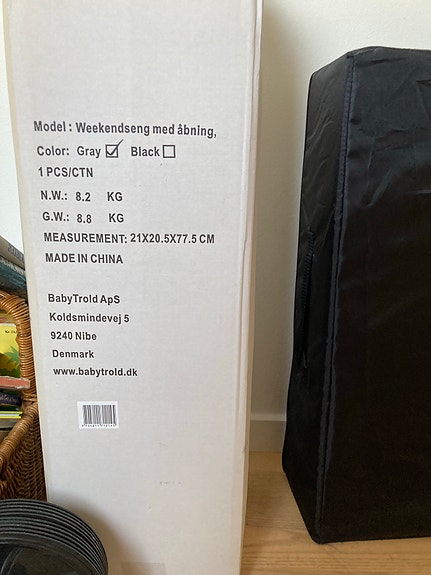 Model : Weekendseng med åbning,
Color: Gray ☑ Black ☐
1 PCS/CTN
N.W.: 8.2 KG
G.W.: 8.8 KG
MEASUREMENT: 21X20.5X77.5 CM
MADE IN CHINA
BabyTrold ApS
Koldsmindevej 5
9240 Nibe
Denmark
www.babytrold.dk